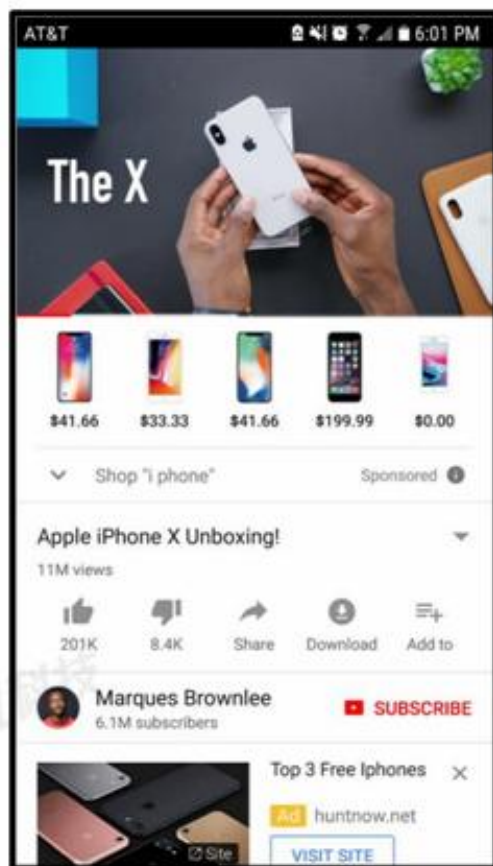 AT&T 6:01 PM
The X
$41.66 $33.33 $41.66 $199.99 $0.00
Shop "i phone" Sponsored
Apple iPhone X Unboxing!
11M views
201K 8.4K Share Download Add to
Marques Brownlee
6.1M subscribers
SUBSCRIBE
Top 3 Free Iphones
Ad huntnow.net
Site
VISIT SITE